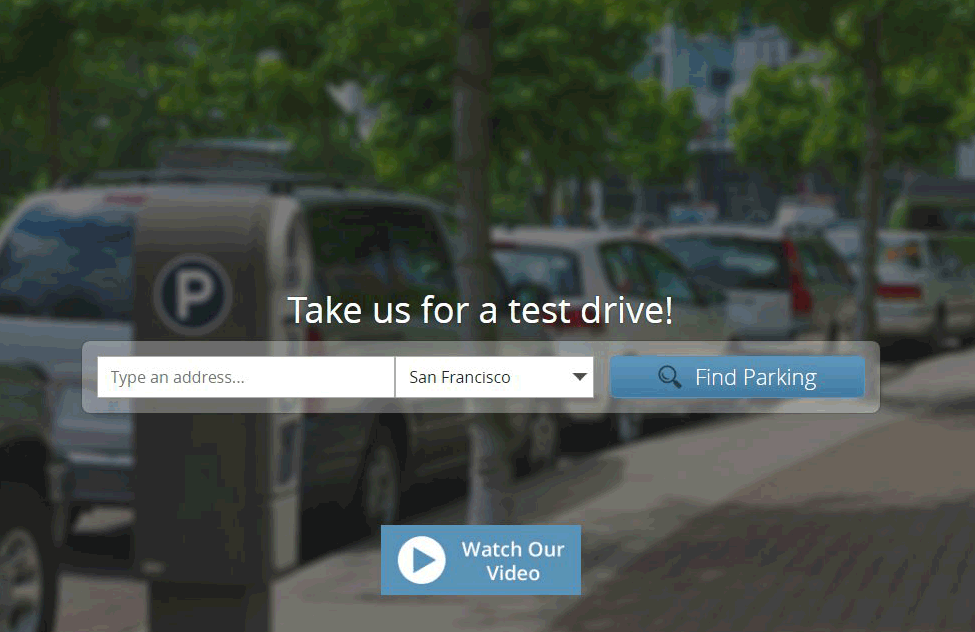 P
Take us for a test drive!
Type an address...
San Francisco
Find Parking
Watch Our
Video